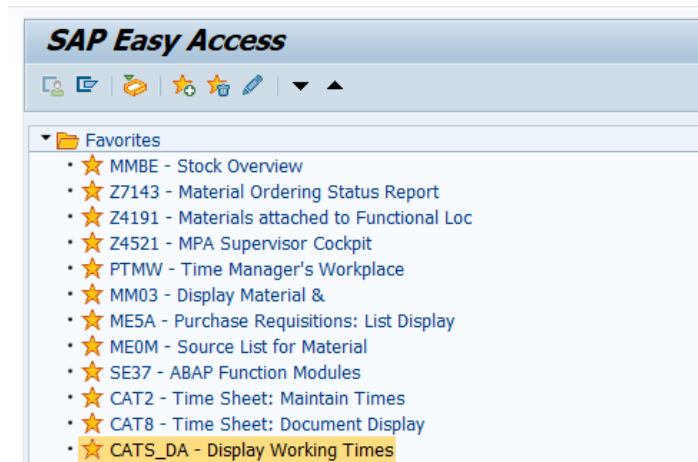 SAP Easy Access
Favorites
MMBE - Stock Overview
Z7143 - Material Ordering Status Report
Z4191 - Materials attached to Functional Loc
Z4521 - MPA Supervisor Cockpit
PTMW - Time Manager's Workplace
MM03 - Display Material &
ME5A - Purchase Requisitions: List Display
ME0M - Source List for Material
SE37 - ABAP Function Modules
CAT2 - Time Sheet: Maintain Times
CAT8 - Time Sheet: Document Display
CATS_DA - Display Working Times